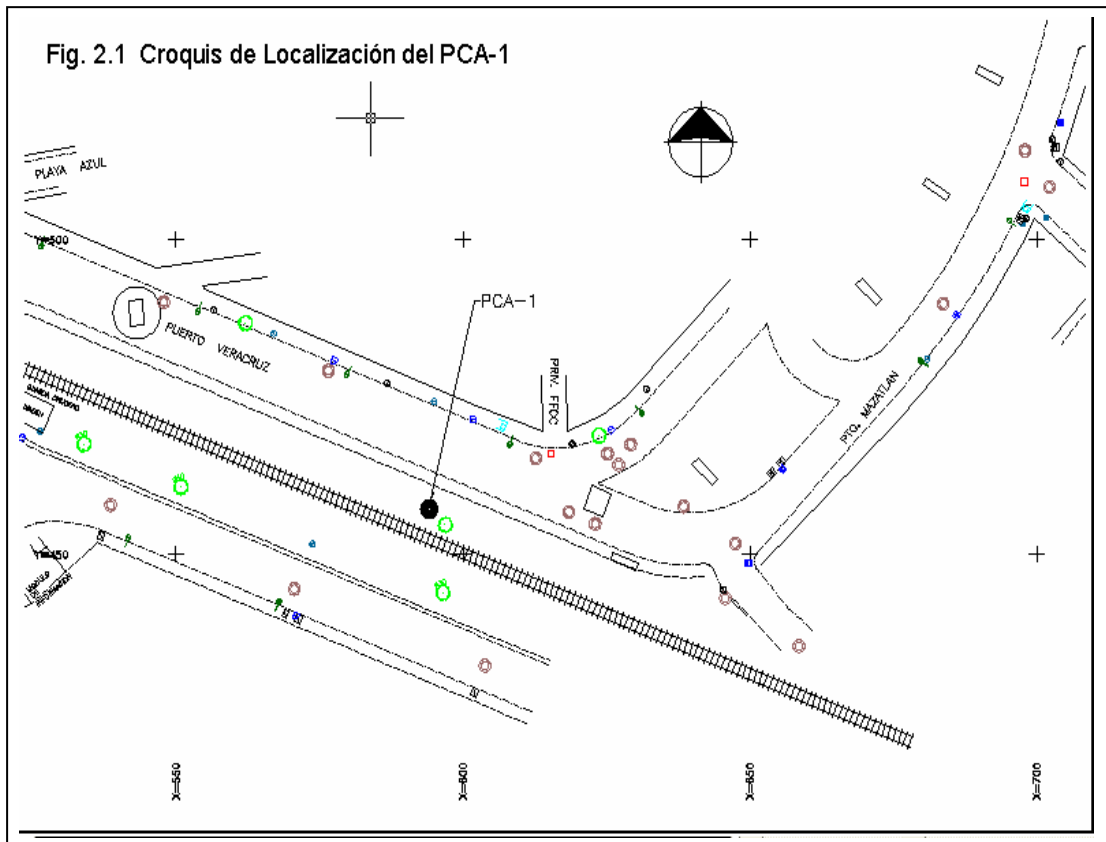 Fig. 2.1 Croquis de Localización del PCA-1
PLAYA AZUL
Y=500
PCA-1
PUERTO VERACRUZ
PRIV. FFCC
PTO. MAZATLAN
Y=450
X=550
X=600
X=650
X=700